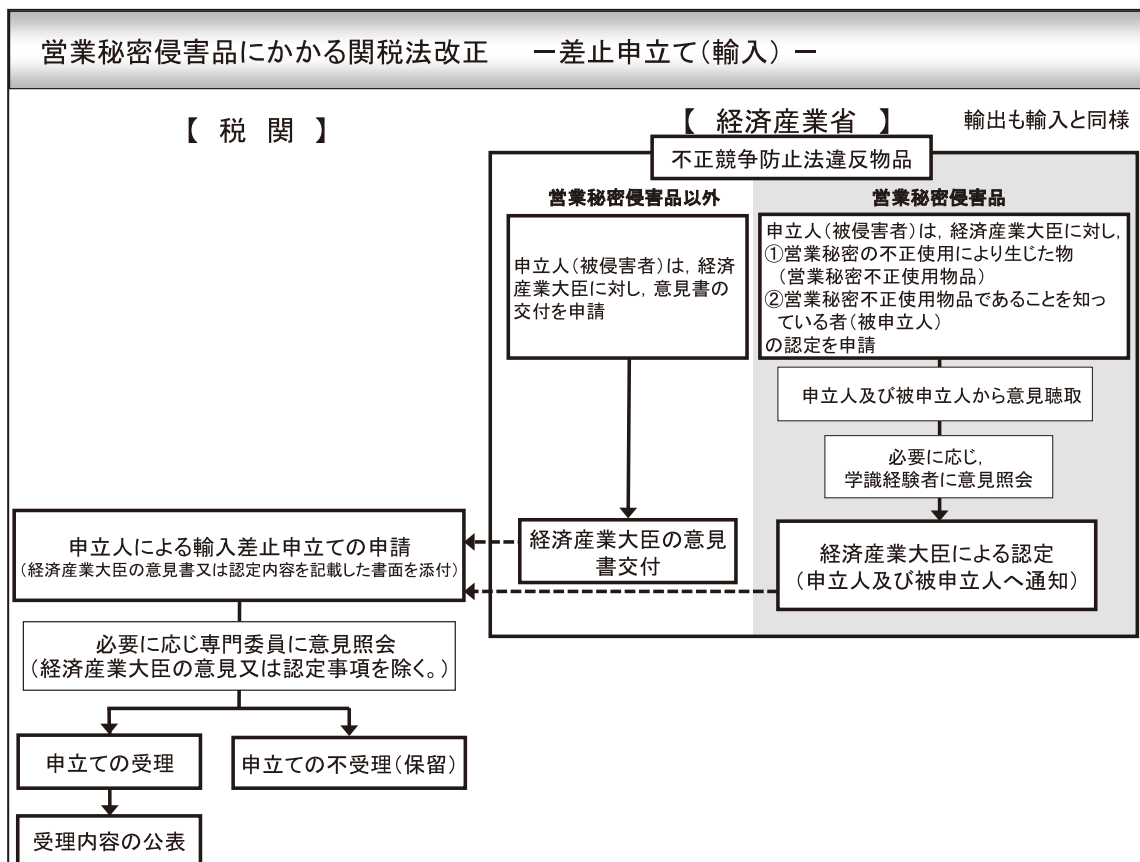 営業秘密侵害品にかかる関税法改正　－差止申立て（輸入）－
【 税 関 】
【 経済産業省 】
輸出も輸入と同様
不正競争防止法違反物品
営業秘密侵害品以外
営業秘密侵害品
申立人（被侵害者）は，経済
産業大臣に対し，意見書の
交付を申請
申立人（被侵害者）は，経済産業大臣に対し，
①営業秘密の不正使用により生じた物
（営業秘密不正使用物品）
②営業秘密不正使用物品であることを知っ
ている者（被申立人）
の認定を申請
申立人及び被申立人から意見聴取
必要に応じ，
学識経験者に意見照会
経済産業大臣の意見
書交付
経済産業大臣による認定
（申立人及び被申立人へ通知）
申立人による輸入差止申立ての申請
（経済産業大臣の意見書又は認定内容を記載した書面を添付）
必要に応じ専門委員に意見照会
（経済産業大臣の意見又は認定事項を除く。）
申立ての受理
申立ての不受理（保留）
受理内容の公表